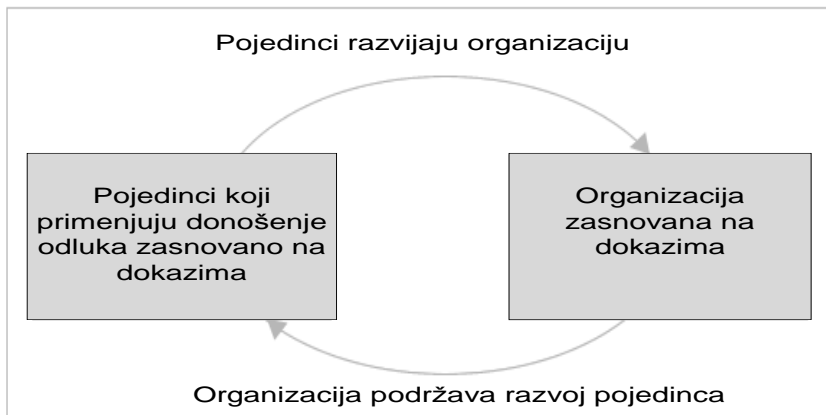 Pojedinci razvijaju organizaciju
Pojedinci koji
primenjuju donošenje
odluka zasnovano na
dokazima
Organizacija
zasnovana na
dokazima
Organizacija podržava razvoj pojedinca